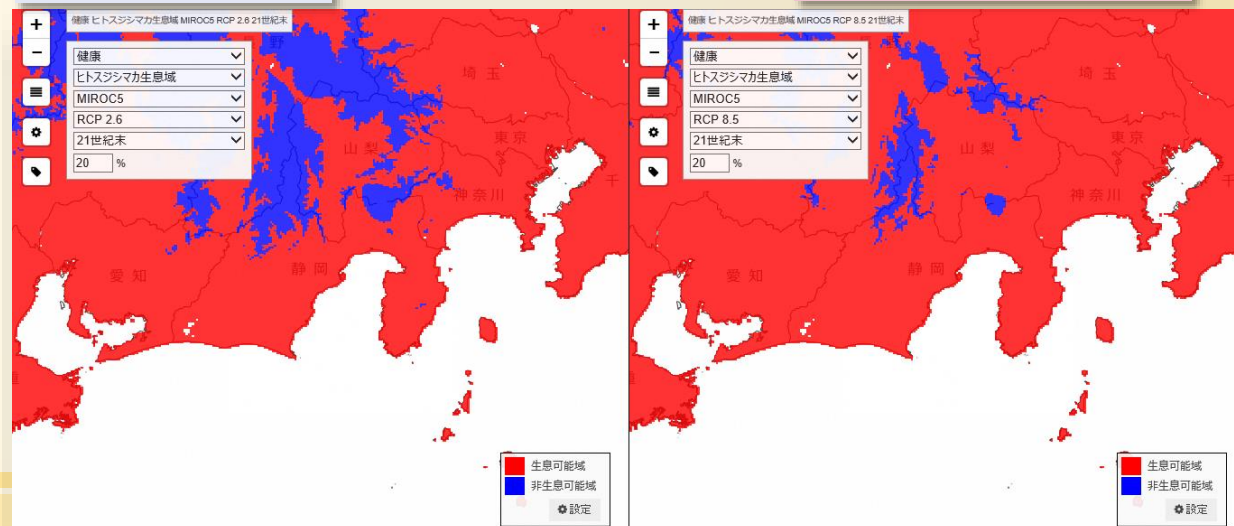 健康 ヒトスジシマカ生息域 MIROC5 RCP 2.6 21世紀末
+
−
健康
ヒトスジシマカ生息域
MIROC5
RCP 2.6
21世紀末
20 %
野
埼玉
東京
山梨
神奈川
千
愛知
静岡
重
生息可能域
非生息可能域
設定
健康 ヒトスジシマカ生息域 MIROC5 RCP 8.5 21世紀末
+
−
健康
ヒトスジシマカ生息域
MIROC5
RCP 8.5
21世紀末
20 %
埼玉
東京
山梨
神奈川
千
愛知
静岡
生息可能域
非生息可能域
設定